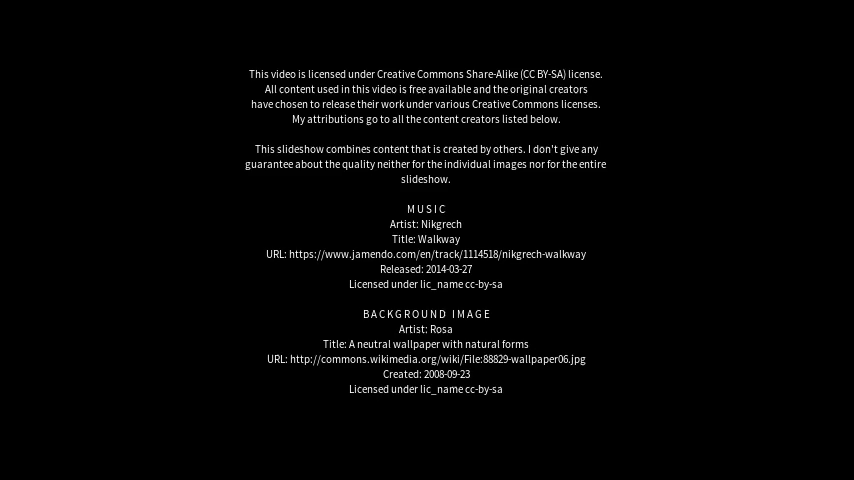 This video is licensed under Creative Commons Share-Alike (CC BY-SA) license.
All content used in this video is free available and the original creators
have chosen to release their work under various Creative Commons licenses.
My attributions go to all the content creators listed below.
This slideshow combines content that is created by others. I don't give any
guarantee about the quality neither for the individual images nor for the entire
slideshow.
MUSIC
Artist: Nikgrech
Title: Walkway
URL: https://www.jamendo.com/en/track/1114518/nikgrech-walkway
Released: 2014-03-27
Licensed under lic_name cc-by-sa
BACKGROUND IMAGE
Artist: Rosa
Title: A neutral wallpaper with natural forms
URL: http://commons.wikimedia.org/wiki/File:88829-wallpaper06.jpg
Created: 2008-09-23
Licensed under lic_name cc-by-sa